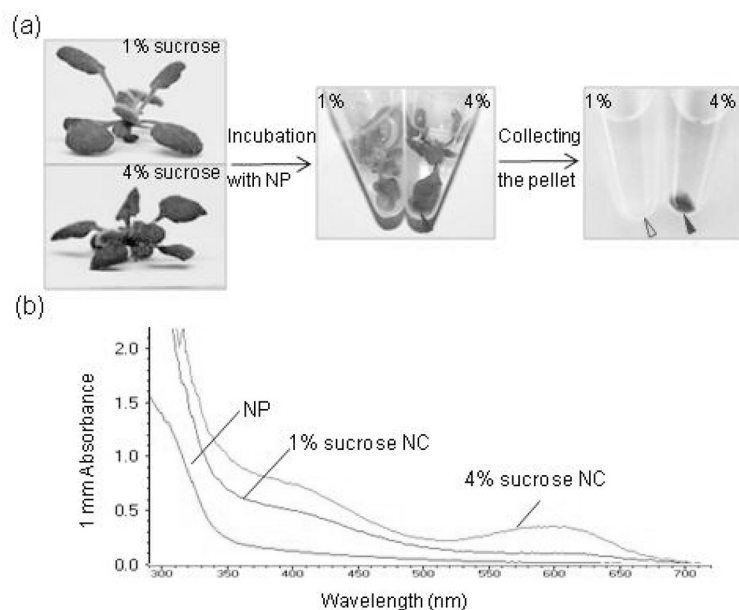 (a)
1% sucrose
4% sucrose
Incubation
with NP
1%
4%
Collecting
the pellet
1%
4%
(b)
1 mm Absorbance
2.0
1.5
1.0
0.5
0.0
NP
1% sucrose NC
4% sucrose NC
300 350 400 450 500 550 600 650 700
Wavelength (nm)